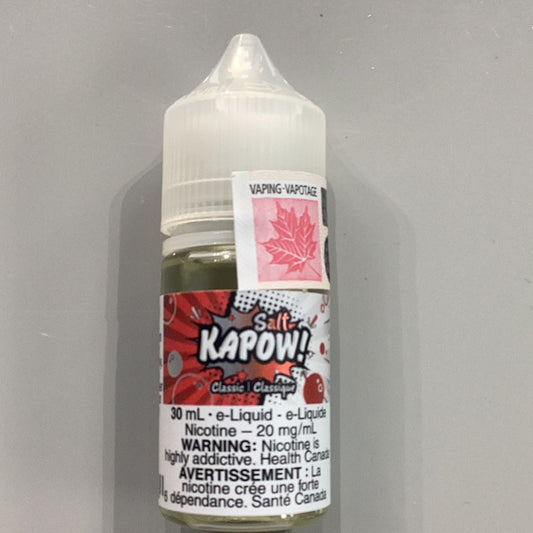 VAPING·VAPOTAGE
Salt
KAPOW!
Classic | Classique
30 mL • e-Liquid - e-Liquide
Nicotine – 20 mg/mL
WARNING: Nicotine is
highly addictive. Health Canada
AVERTISSEMENT : La
nicotine crée une forte
dépendance. Santé Canada